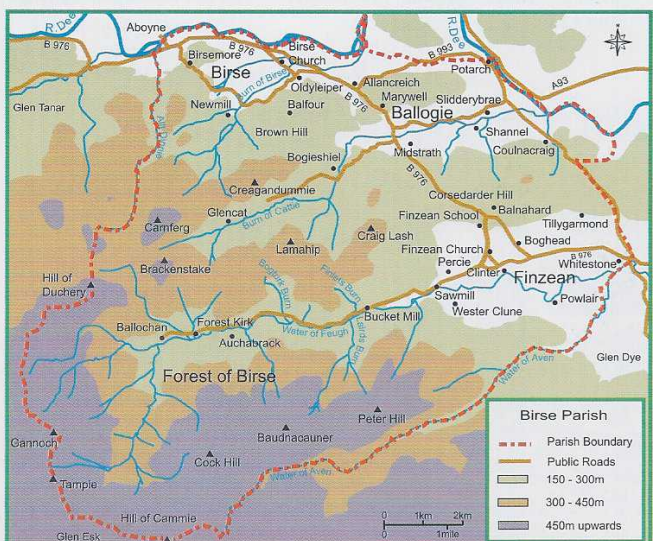 R.Dee
Aboyne
B 976
Birsemore
Birse
B 976
Birse
Church
R.Dee
B 993
Potarch
A93
Glen Tanar
Burn of Birse
Oldyleiper
Allancreich
Marywell
Slidderybrae
Newmill
Balfour
B 976
Ballogie
Brown Hill
Shannel
Bogieshiel
Midstrath
Coulnacraig
Creagandummie
B 976
Corsedarder Hill
Glencat
Burn of Cattie
Balnahard
Carnferg
Finzean School
Tillygarmond
Craig Lash
Lamahip
Boghead
Finzean Church
B 976
Brackenstake
Percie
Whitestone
Hill of
Duchery
Clinter
Finzean
Sawmill
Powlair
Bucket Mill
Wester Clune
Ballochan
Forest Kirk
Water of Feugh
Auchabrack
Glen Dye
Water of Aven
Forest of Birse
Peter Hill
Baudnacauner
Gannoch
Cock Hill
Tampie
Water of Aven
Hill of Cammie
Glen Esk
0 1km 2km
0 1mile
Birse Parish
Parish Boundary
Public Roads
150 - 300m
300 - 450m
450m upwards
N